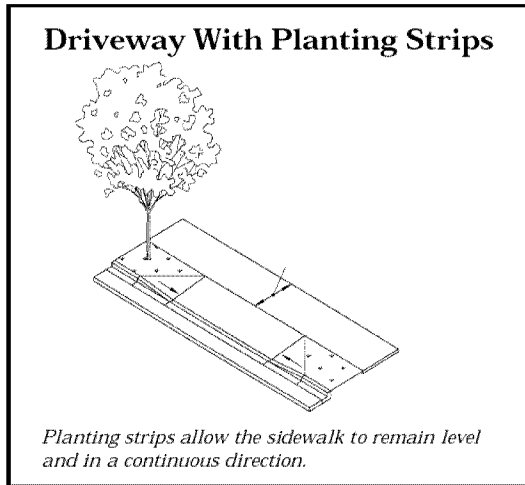 Driveway With Planting Strips
Planting strips allow the sidewalk to remain level
and in a continuous direction.